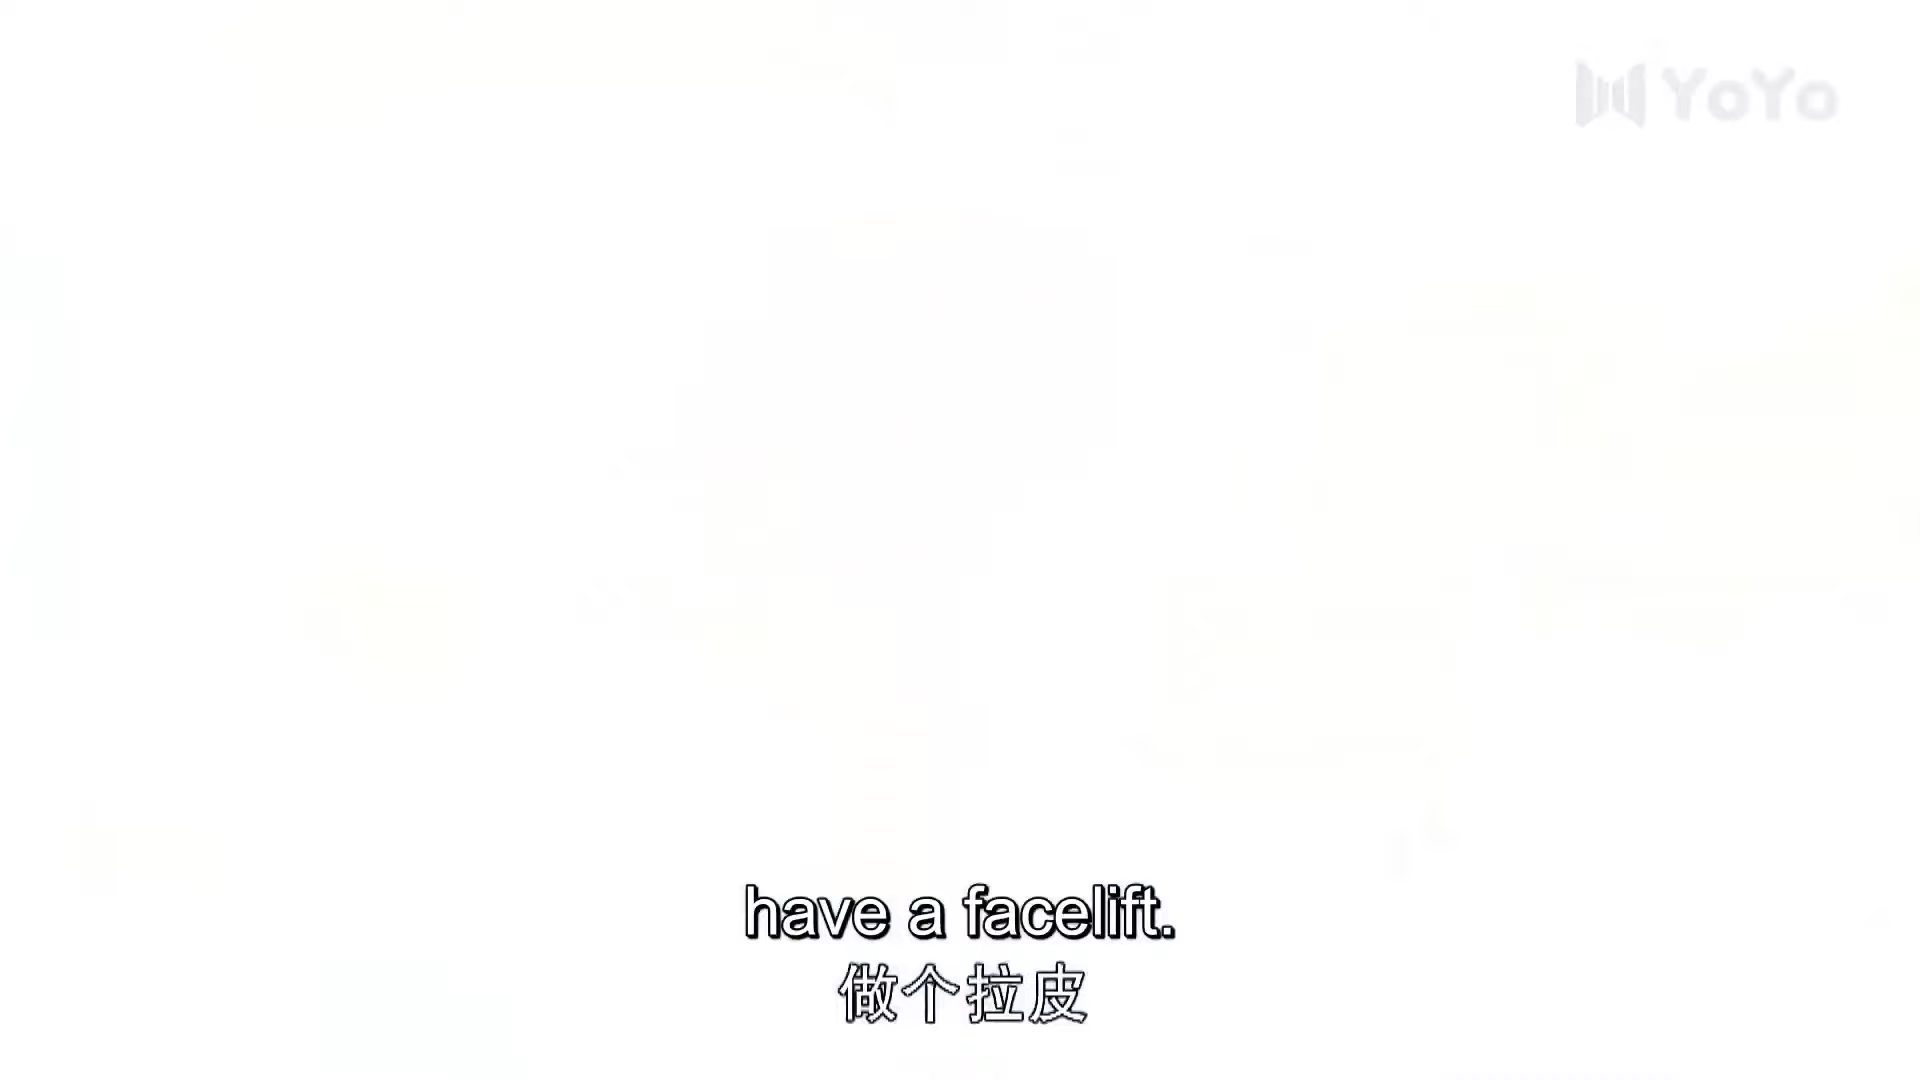 YoYo
have a facelift.
做个拉皮